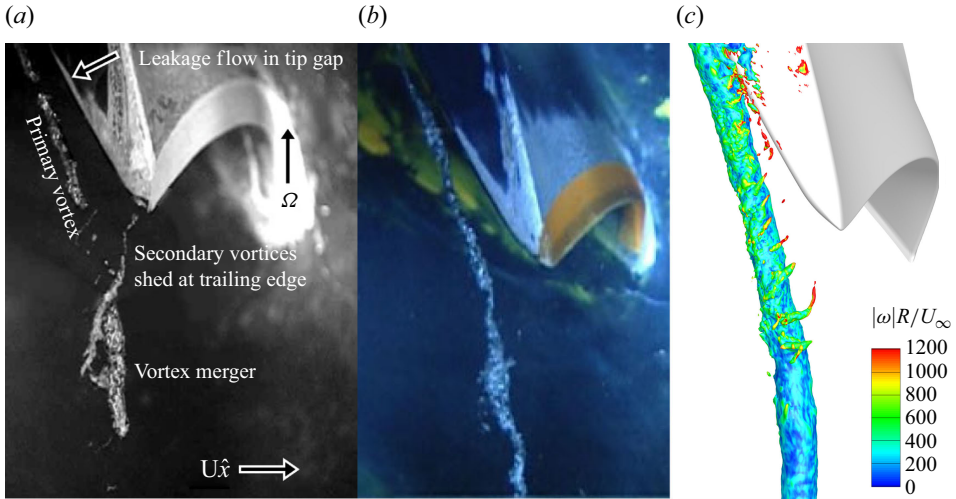 (a)
(b)
(c)
Leakage flow in tip gap
Primary vortex
Ω
Secondary vortices
shed at trailing edge
Vortex merger
Ux̂
|ω|R/U∞
1200
1000
800
600
400
200
0